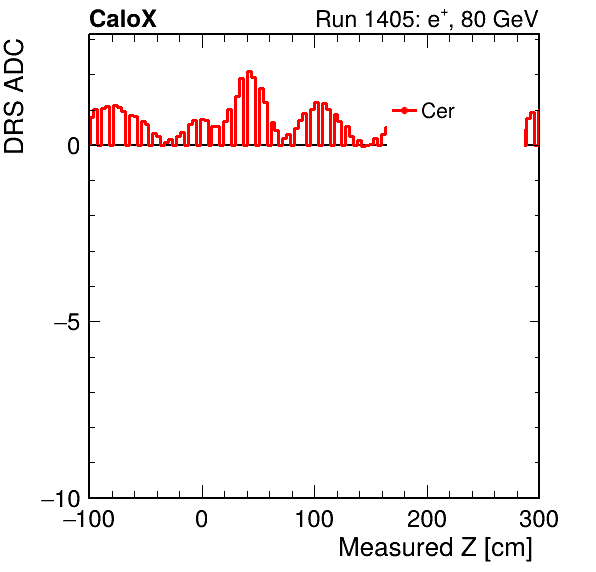 CaloX Run 1405: e⁺, 80 GeV
DRS ADC
Cer
0
−5
−10
−100 0 100 200 300
Measured Z [cm]